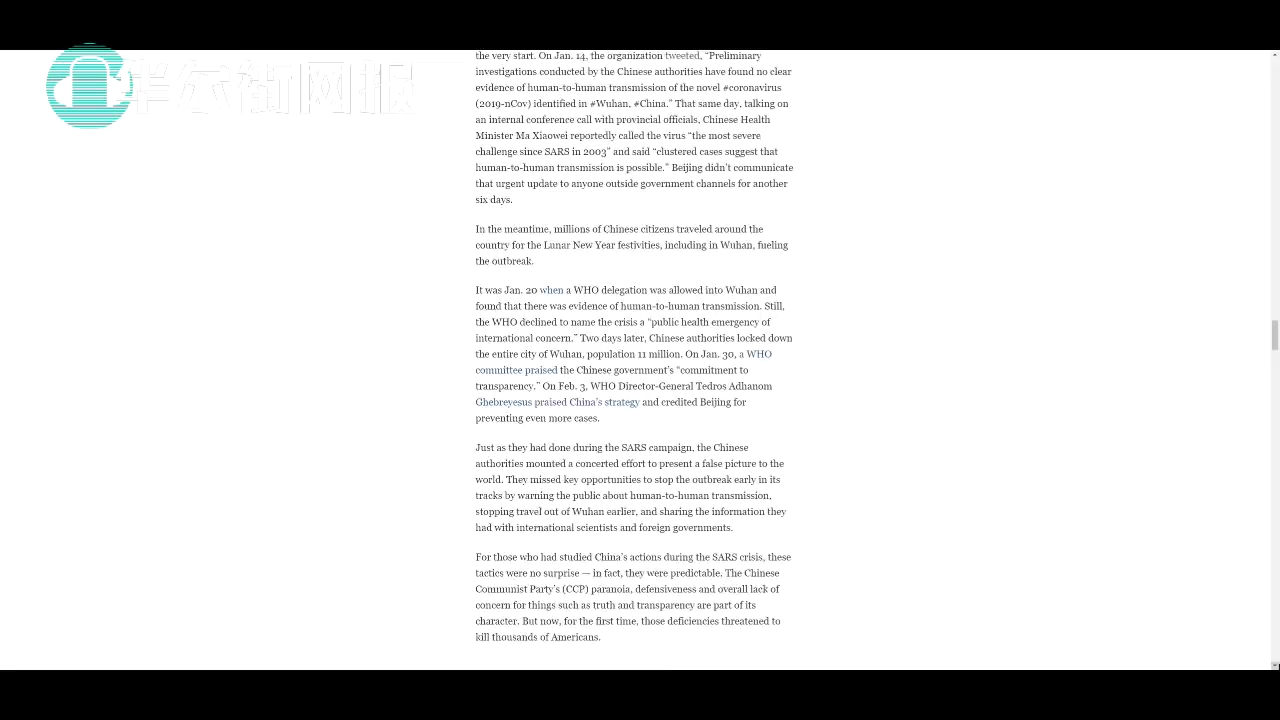 the very start. On Jan. 14, the organization tweeted, “Preliminary
investigations conducted by the Chinese authorities have found no clear
evidence of human-to-human transmission of the novel #coronavirus
(2019-nCov) identified in #Wuhan, #China.” That same day, talking on
an internal conference call with provincial officials, Chinese Health
Minister Ma Xiaowei reportedly called the virus “the most severe
challenge since SARS in 2003” and said “clustered cases suggest that
human-to-human transmission is possible.” Beijing didn’t communicate
that urgent update to anyone outside government channels for another
six days.
In the meantime, millions of Chinese citizens traveled around the
country for the Lunar New Year festivities, including in Wuhan, fueling
the outbreak.
It was Jan. 20 when a WHO delegation was allowed into Wuhan and
found that there was evidence of human-to-human transmission. Still,
the WHO declined to name the crisis a “public health emergency of
international concern.” Two days later, Chinese authorities locked down
the entire city of Wuhan, population 11 million. On Jan. 30, a WHO
committee praised the Chinese government’s “commitment to
transparency.” On Feb. 3, WHO Director-General Tedros Adhanom
Ghebreyesus praised China’s strategy and credited Beijing for
preventing even more cases.
Just as they had done during the SARS campaign, the Chinese
authorities mounted a concerted effort to present a false picture to the
world. They missed key opportunities to stop the outbreak early in its
tracks by warning the public about human-to-human transmission,
stopping travel out of Wuhan earlier, and sharing the information they
had with international scientists and foreign governments.
For those who had studied China’s actions during the SARS crisis, these
tactics were no surprise — in fact, they were predictable. The Chinese
Communist Party’s (CCP) paranoia, defensiveness and overall lack of
concern for things such as truth and transparency are part of its
character. But now, for the first time, those deficiencies threatened to
kill thousands of Americans.